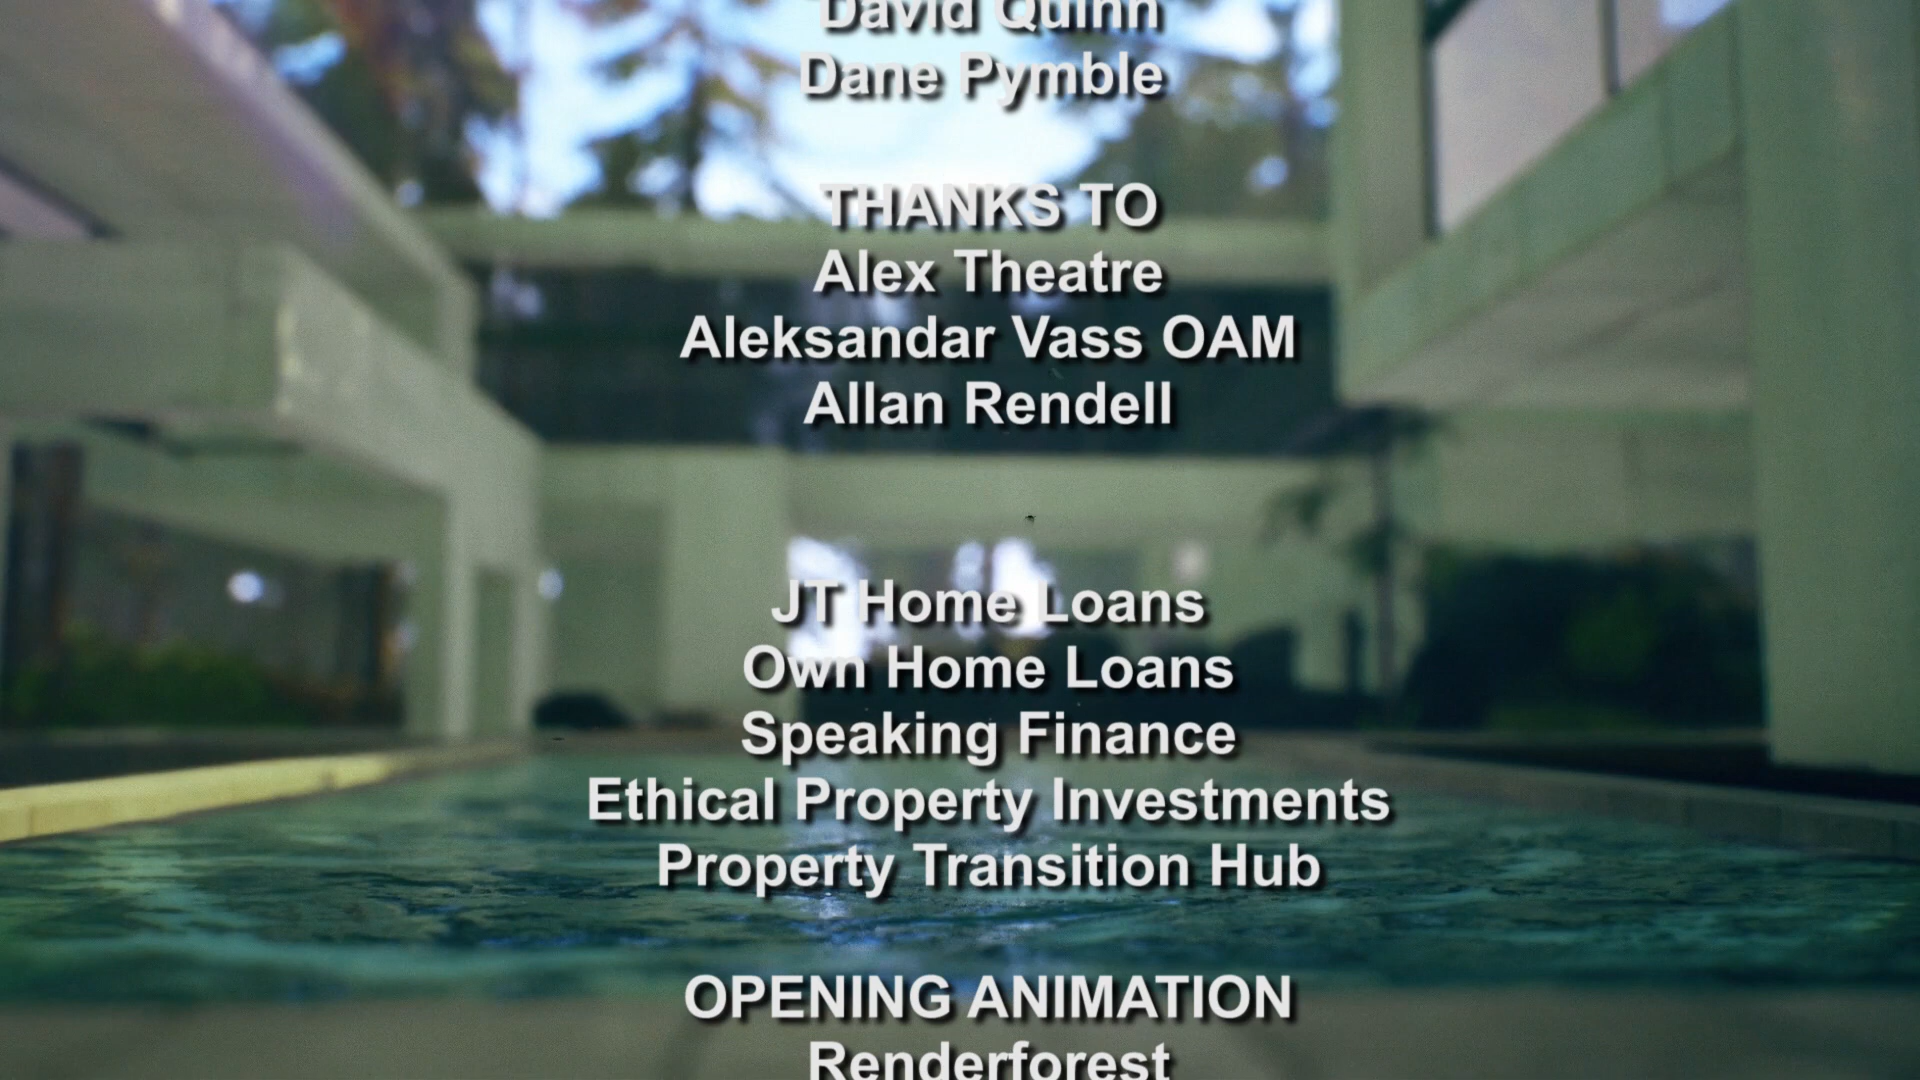 David Quinn
Dane Pymble
THANKS TO
Alex Theatre
Aleksandar Vass OAM
Allan Rendell
JT Home Loans
Own Home Loans
Speaking Finance
Ethical Property Investments
Property Transition Hub
OPENING ANIMATION
Renderforest